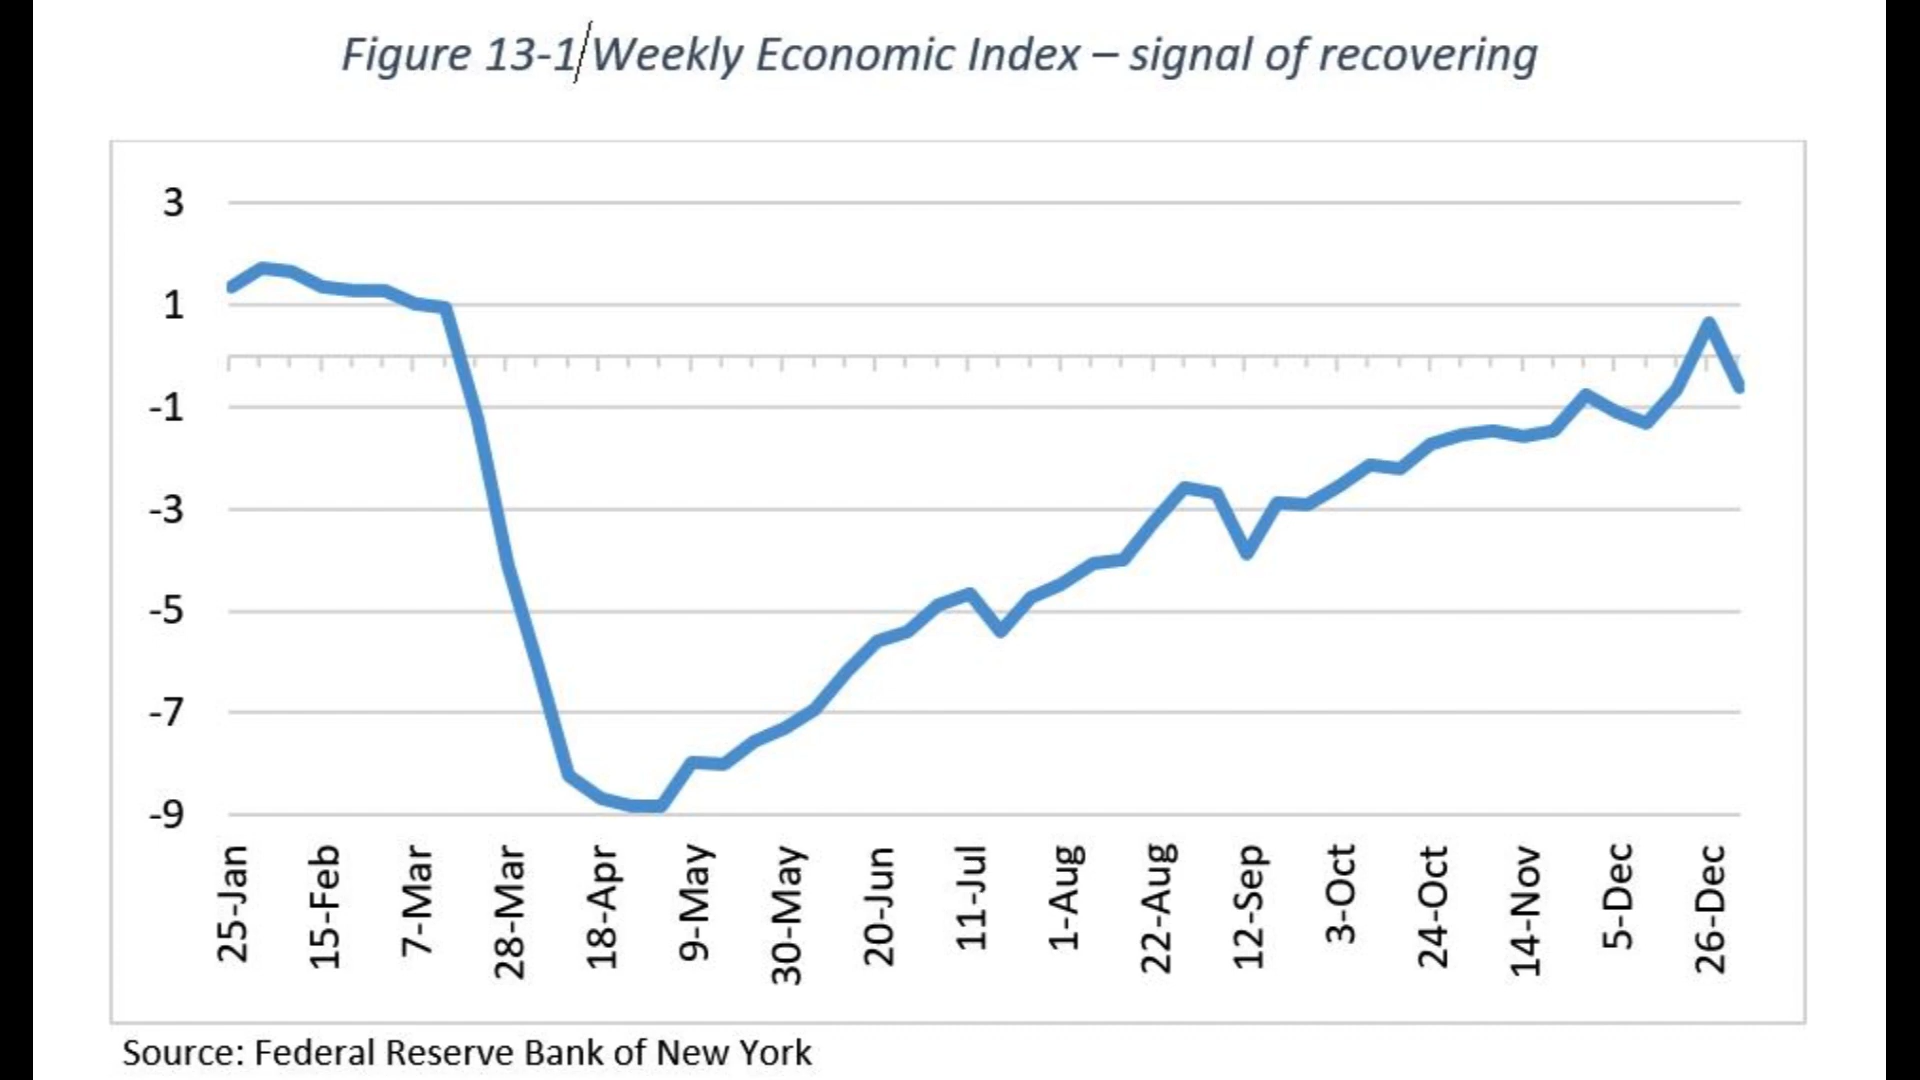 Figure 13-1 Weekly Economic Index – signal of recovering
3
1
-1
-3
-5
-7
-9
25-Jan
15-Feb
7-Mar
28-Mar
18-Apr
9-May
30-May
20-Jun
11-Jul
1-Aug
22-Aug
12-Sep
3-Oct
24-Oct
14-Nov
5-Dec
26-Dec
Source: Federal Reserve Bank of New York